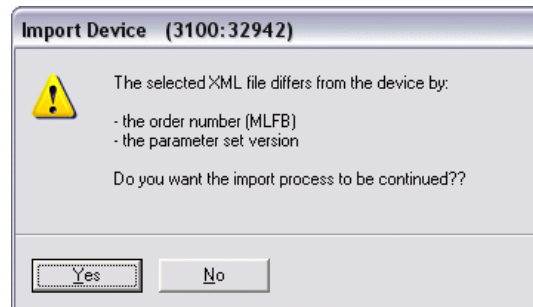 Import Device (3100:32942)
The selected XML file differs from the device by:
- the order number (MLFB)
- the parameter set version
Do you want the import process to be continued??
Yes No